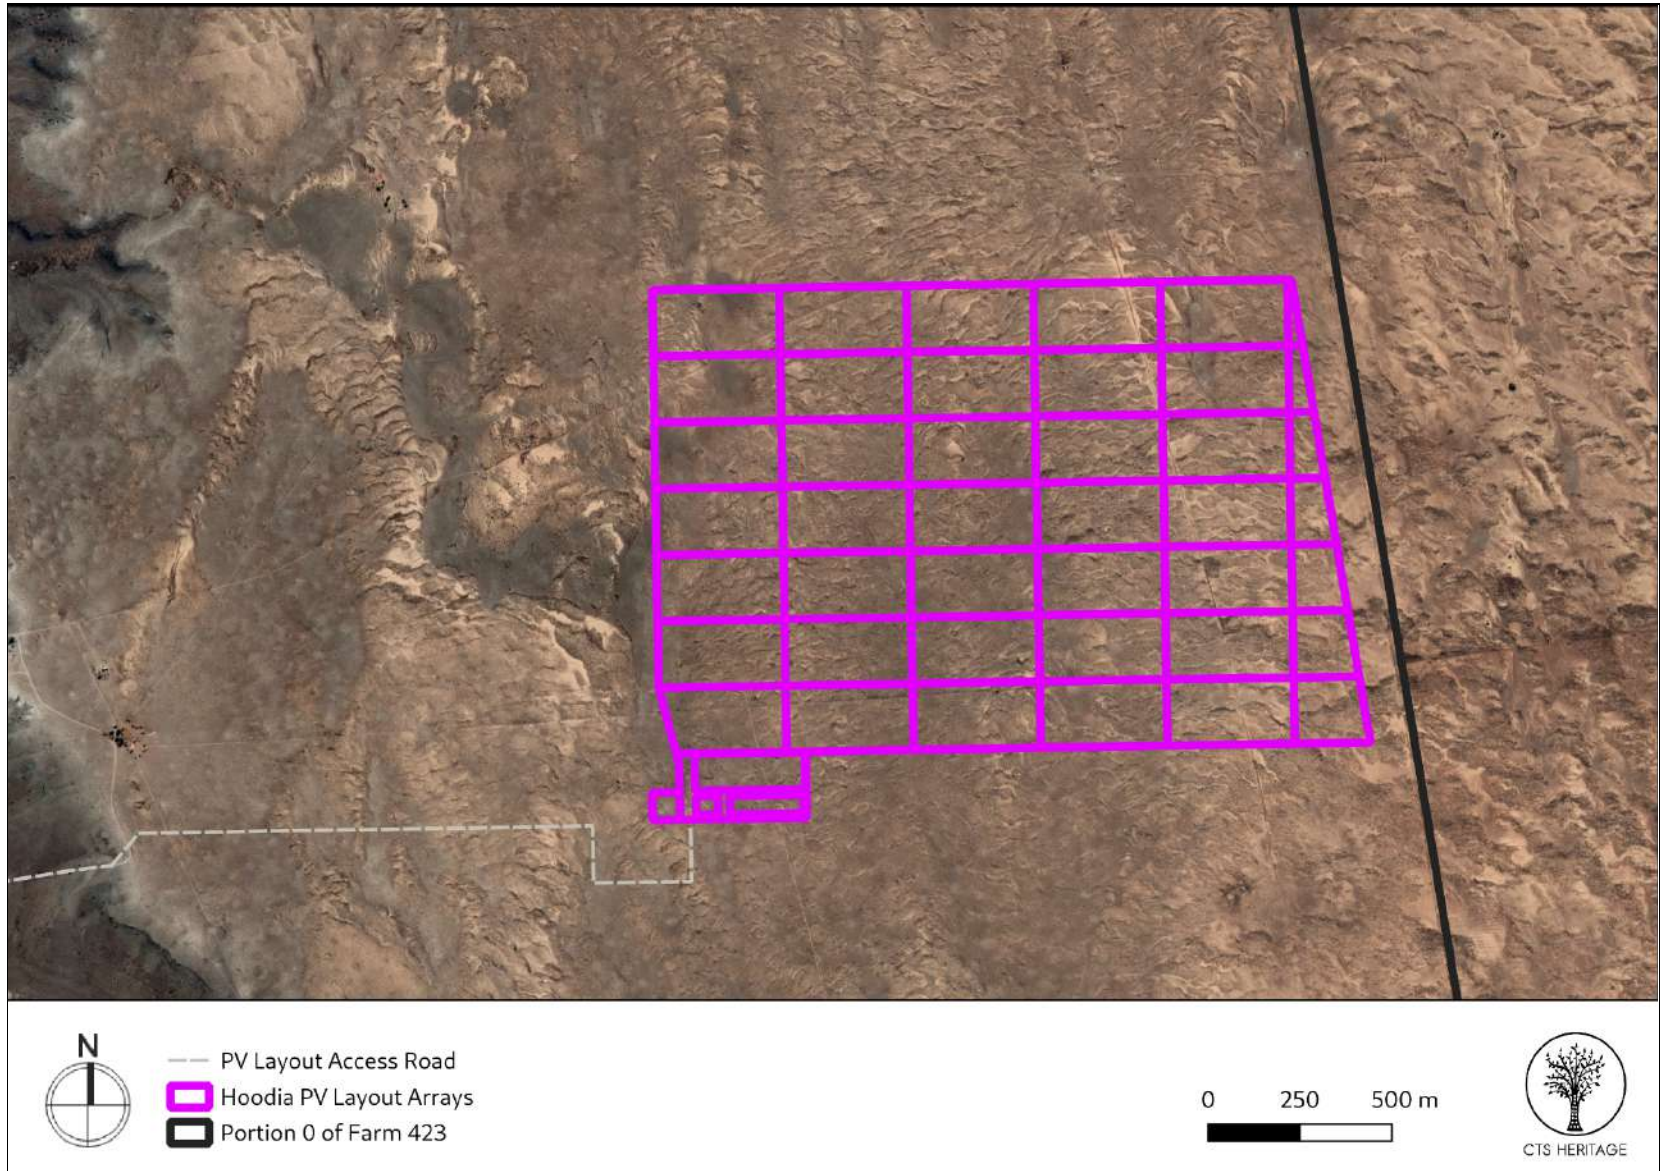 N
PV Layout Access Road
Hoodia PV Layout Arrays
Portion 0 of Farm 423
0 250 500 m
CTS HERITAGE